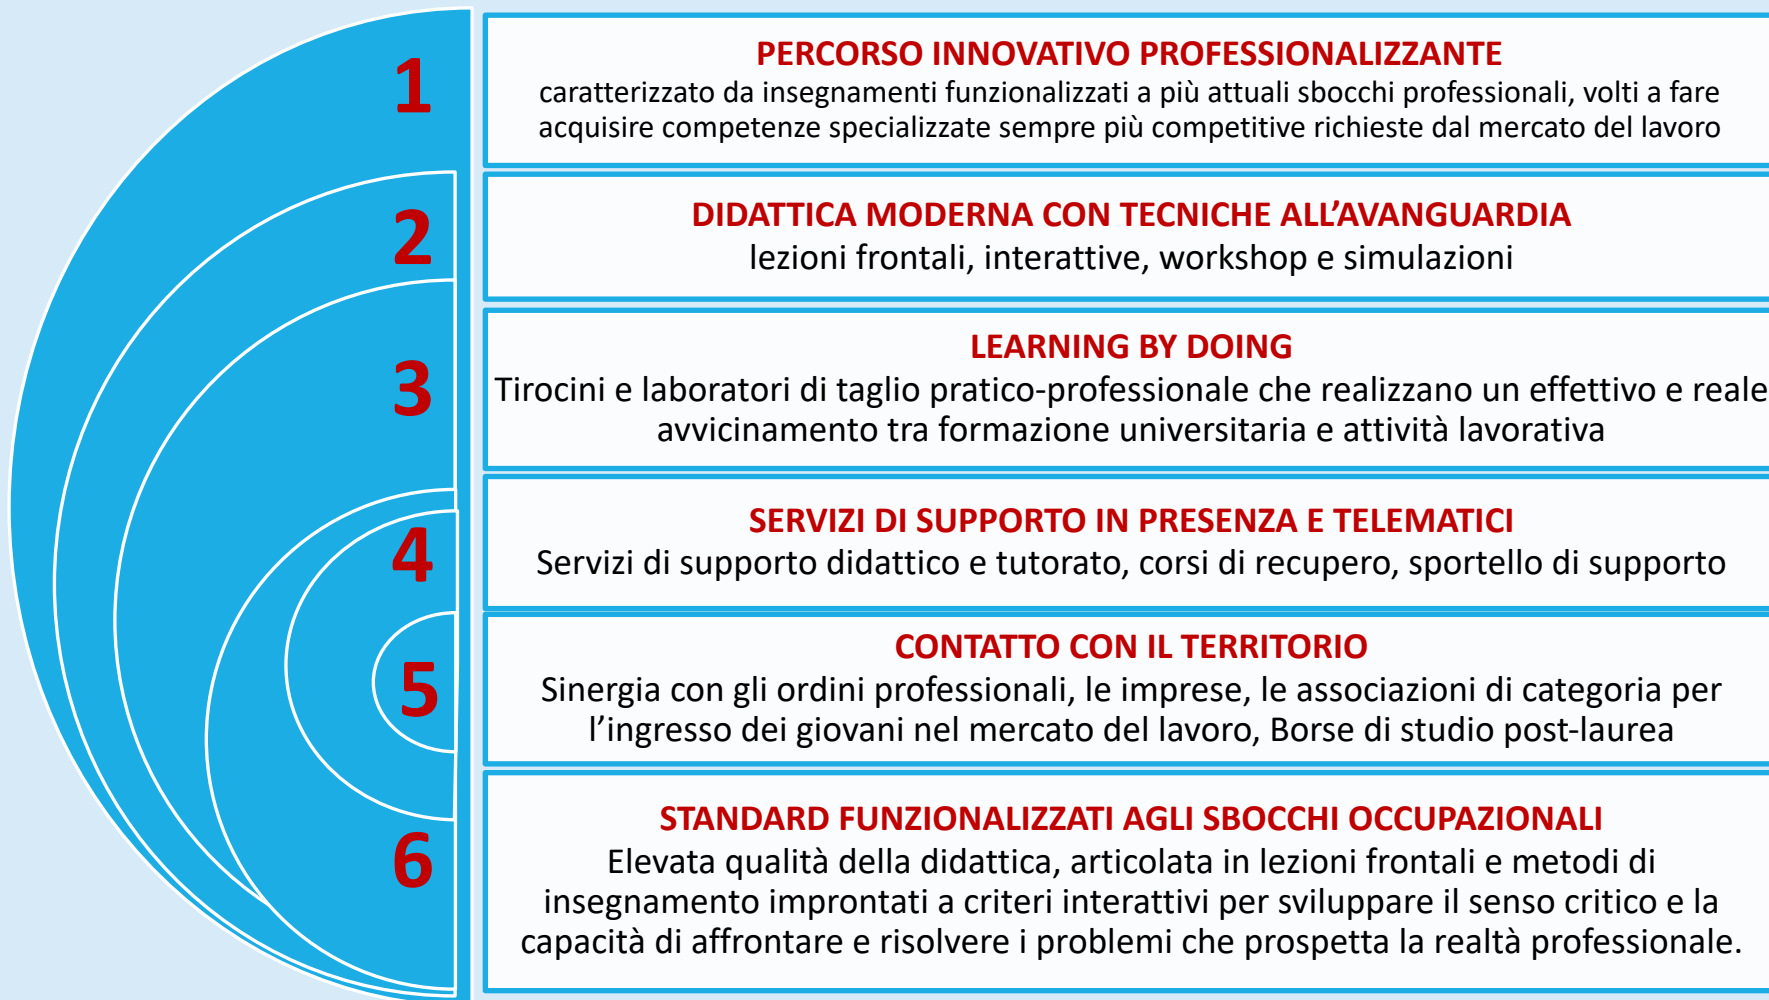 1
PERCORSO INNOVATIVO PROFESSIONALIZZANTE
caratterizzato da insegnamenti funzionalizzati a più attuali sbocchi professionali, volti a fare
acquisire competenze specializzate sempre più competitive richieste dal mercato del lavoro
2
DIDATTICA MODERNA CON TECNICHE ALL’AVANGUARDIA
lezioni frontali, interattive, workshop e simulazioni
3
LEARNING BY DOING
Tirocini e laboratori di taglio pratico-professionale che realizzano un effettivo e reale
avvicinamento tra formazione universitaria e attività lavorativa
4
SERVIZI DI SUPPORTO IN PRESENZA E TELEMATICI
Servizi di supporto didattico e tutorato, corsi di recupero, sportello di supporto
5
CONTATTO CON IL TERRITORIO
Sinergia con gli ordini professionali, le imprese, le associazioni di categoria per
l’ingresso dei giovani nel mercato del lavoro, Borse di studio post-laurea
6
STANDARD FUNZIONALIZZATI AGLI SBOCCHI OCCUPAZIONALI
Elevata qualità della didattica, articolata in lezioni frontali e metodi di
insegnamento improntati a criteri interattivi per sviluppare il senso critico e la
capacità di affrontare e risolvere i problemi che prospetta la realtà professionale.